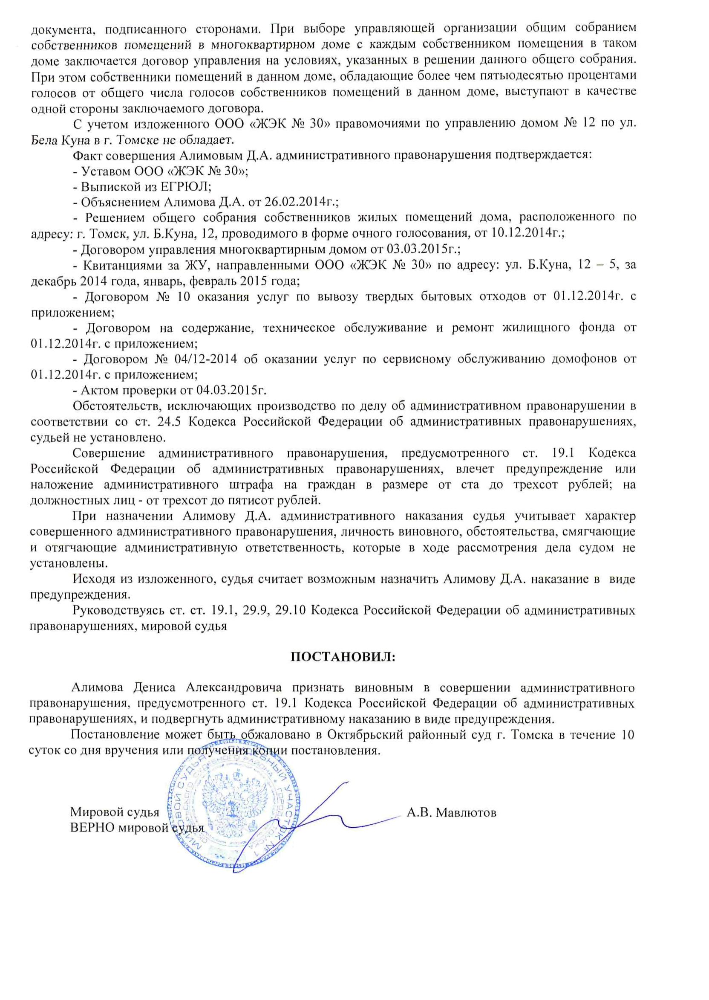 документа, подписанного сторонами. При выборе управляющей организации общим собранием
собственников помещений в многоквартирном доме с каждым собственником помещения в таком
доме заключается договор управления на условиях, указанных в решении данного общего собрания.
При этом собственники помещений в данном доме, обладающие более чем пятьюдесятью процентами
голосов от общего числа голосов собственников помещений в данном доме, выступают в качестве
одной стороны заключаемого договора.
С учетом изложенного ООО «ЖЭК № 30» правомочиями по управлению домом № 12 по ул.
Бела Куна в г. Томске не обладает.
Факт совершения Алимовым Д.А. административного правонарушения подтверждается:
- Уставом ООО «ЖЭК № 30»;
- Выпиской из ЕГРЮЛ;
- Объяснением Алимова Д.А. от 26.02.2014г.;
- Решением общего собрания собственников жилых помещений дома, расположенного по
адресу: г. Томск, ул. Б.Куна, 12, проводимого в форме очного голосования, от 10.12.2014г.;
- Договором управления многоквартирным домом от 03.03.2015г.;
- Квитанциями за ЖУ, направленными ООО «ЖЭК № 30» по адресу: ул. Б.Куна, 12 – 5, за
декабрь 2014 года, январь, февраль 2015 года;
- Договором № 10 оказания услуг по вывозу твердых бытовых отходов от 01.12.2014г. с
приложением;
- Договором на содержание, техническое обслуживание и ремонт жилищного фонда от
01.12.2014г. с приложением;
- Договором № 04/12-2014 об оказании услуг по сервисному обслуживанию домофонов от
01.12.2014г. с приложением;
- Актом проверки от 04.03.2015г.
Обстоятельств, исключающих производство по делу об административном правонарушении в
соответствии со ст. 24.5 Кодекса Российской Федерации об административных правонарушениях,
судьей не установлено.
Совершение административного правонарушения, предусмотренного ст. 19.1 Кодекса
Российской Федерации об административных правонарушениях, влечет предупреждение или
наложение административного штрафа на граждан в размере от ста до трехсот рублей; на
должностных лиц - от трехсот до пятисот рублей.
При назначении Алимову Д.А. административного наказания судья учитывает характер
совершенного административного правонарушения, личность виновного, обстоятельства, смягчающие
и отягчающие административную ответственность, которые в ходе рассмотрения дела судом не
установлены.
Исходя из изложенного, судья считает возможным назначить Алимову Д.А. наказание в виде
предупреждения.
Руководствуясь ст. ст. 19.1, 29.9, 29.10 Кодекса Российской Федерации об административных
правонарушениях, мировой судья
ПОСТАНОВИЛ:
Алимова Дениса Александровича признать виновным в совершении административного
правонарушения, предусмотренного ст. 19.1 Кодекса Российской Федерации об административных
правонарушениях, и подвергнуть административному наказанию в виде предупреждения.
Постановление может быть обжаловано в Октябрьский районный суд г. Томска в течение 10
суток со дня вручения или получения копии постановления.
МИРОВОЙ СУДЬЯ СУДЕБНЫЙ УЧАСТОК № 1
СУДЕБНОГО РАЙОНА * ГОРОДА ТОМСКА
Мировой судья А.В. Мавлютов
ВЕРНО мировой судья